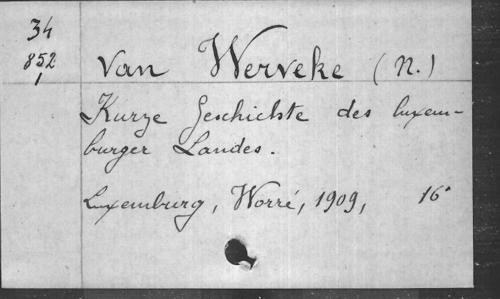 34
852
1
van Werveke (N.)
Kurze Geschichte des luxem-
burger Landes.
Luxemburg, Worré, 1909, 16°